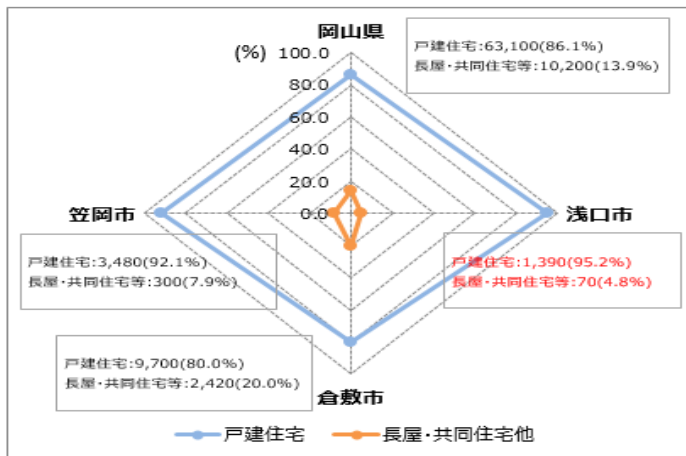 岡山県
戸建住宅:63,100(86.1%)
長屋・共同住宅等:10,200(13.9%)
(%)
100.0
80.0
60.0
40.0
20.0
0.0
笠岡市
浅口市
戸建住宅:3,480(92.1%)
長屋・共同住宅等:300(7.9%)
戸建住宅:1,390(95.2%)
長屋・共同住宅等:70(4.8%)
戸建住宅:9,700(80.0%)
長屋・共同住宅等:2,420(20.0%)
倉敷市
戸建住宅
長屋・共同住宅他